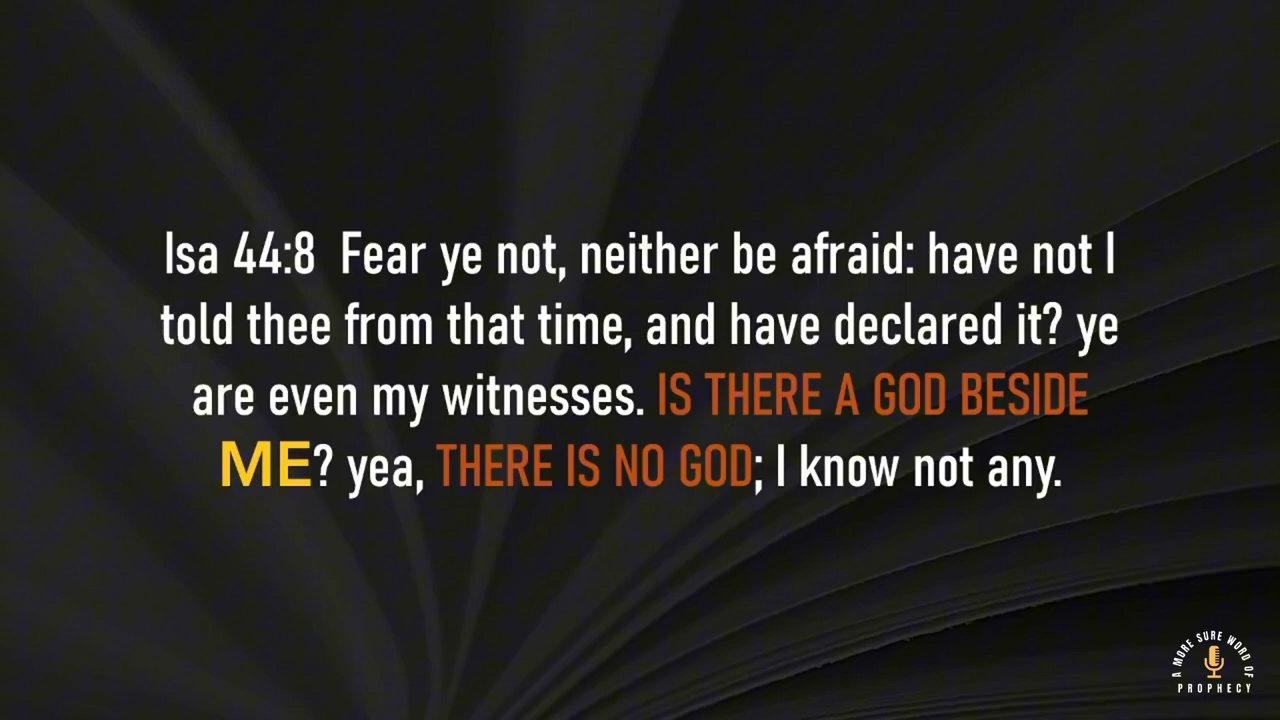 Isa 44:8  Fear ye not, neither be afraid: have not I
told thee from that time, and have declared it? ye
are even my witnesses. IS THERE A GOD BESIDE
ME? yea, THERE IS NO GOD; I know not any.
A MORE SURE WORD OF
PROPHECY